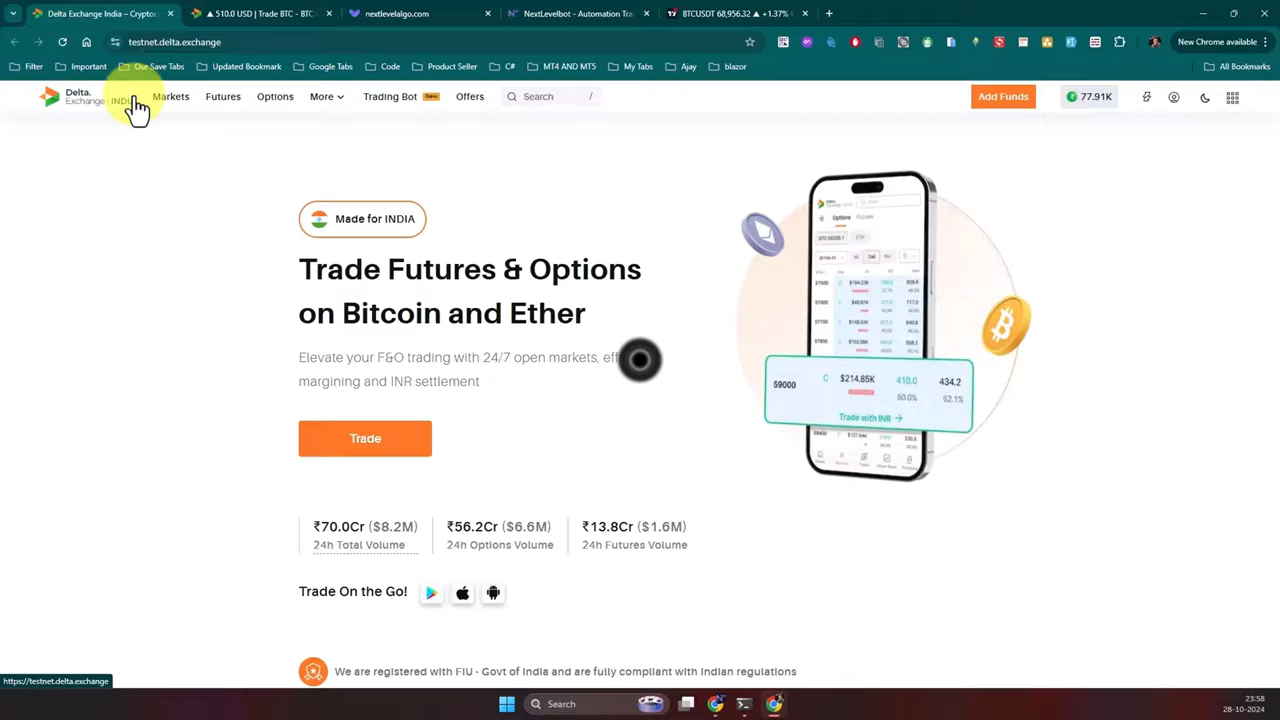 Delta Exchange India – Cryptoc
▲ 510.0 USD | Trade BTC - BTC
nextlevelalgo.com
NextLevelbot - Automation Tra
BTCUSDT 68,956.32 ▲ +1.37%
testnet.delta.exchange
New Chrome available
Filter
Important
Our Save Tabs
Updated Bookmark
Google Tabs
Code
Product Seller
MT4 AND MT5
My Tabs
Ajay
blazor
All Bookmarks
Delta.
Exchange INDIA
Markets
Futures
Options
More
Trading Bot New
Offers
Search /
Add Funds
77.91K
Made for INDIA
Trade Futures & Options
on Bitcoin and Ether
Elevate your F&O trading with 24/7 open markets, eff
margining and INR settlement
Trade
₹70.0Cr ($8.2M)
24h Total Volume
₹56.2Cr ($6.6M)
24h Options Volume
₹13.8Cr ($1.6M)
24h Futures Volume
Trade On the Go!
We are registered with FIU - Govt of India and are fully compliant with Indian regulations
Options Futures
59000 C $214.85K 410.0 434.2
50.0% 52.1%
Trade with INR →
https://testnet.delta.exchange
Search
23:58
28-10-2024